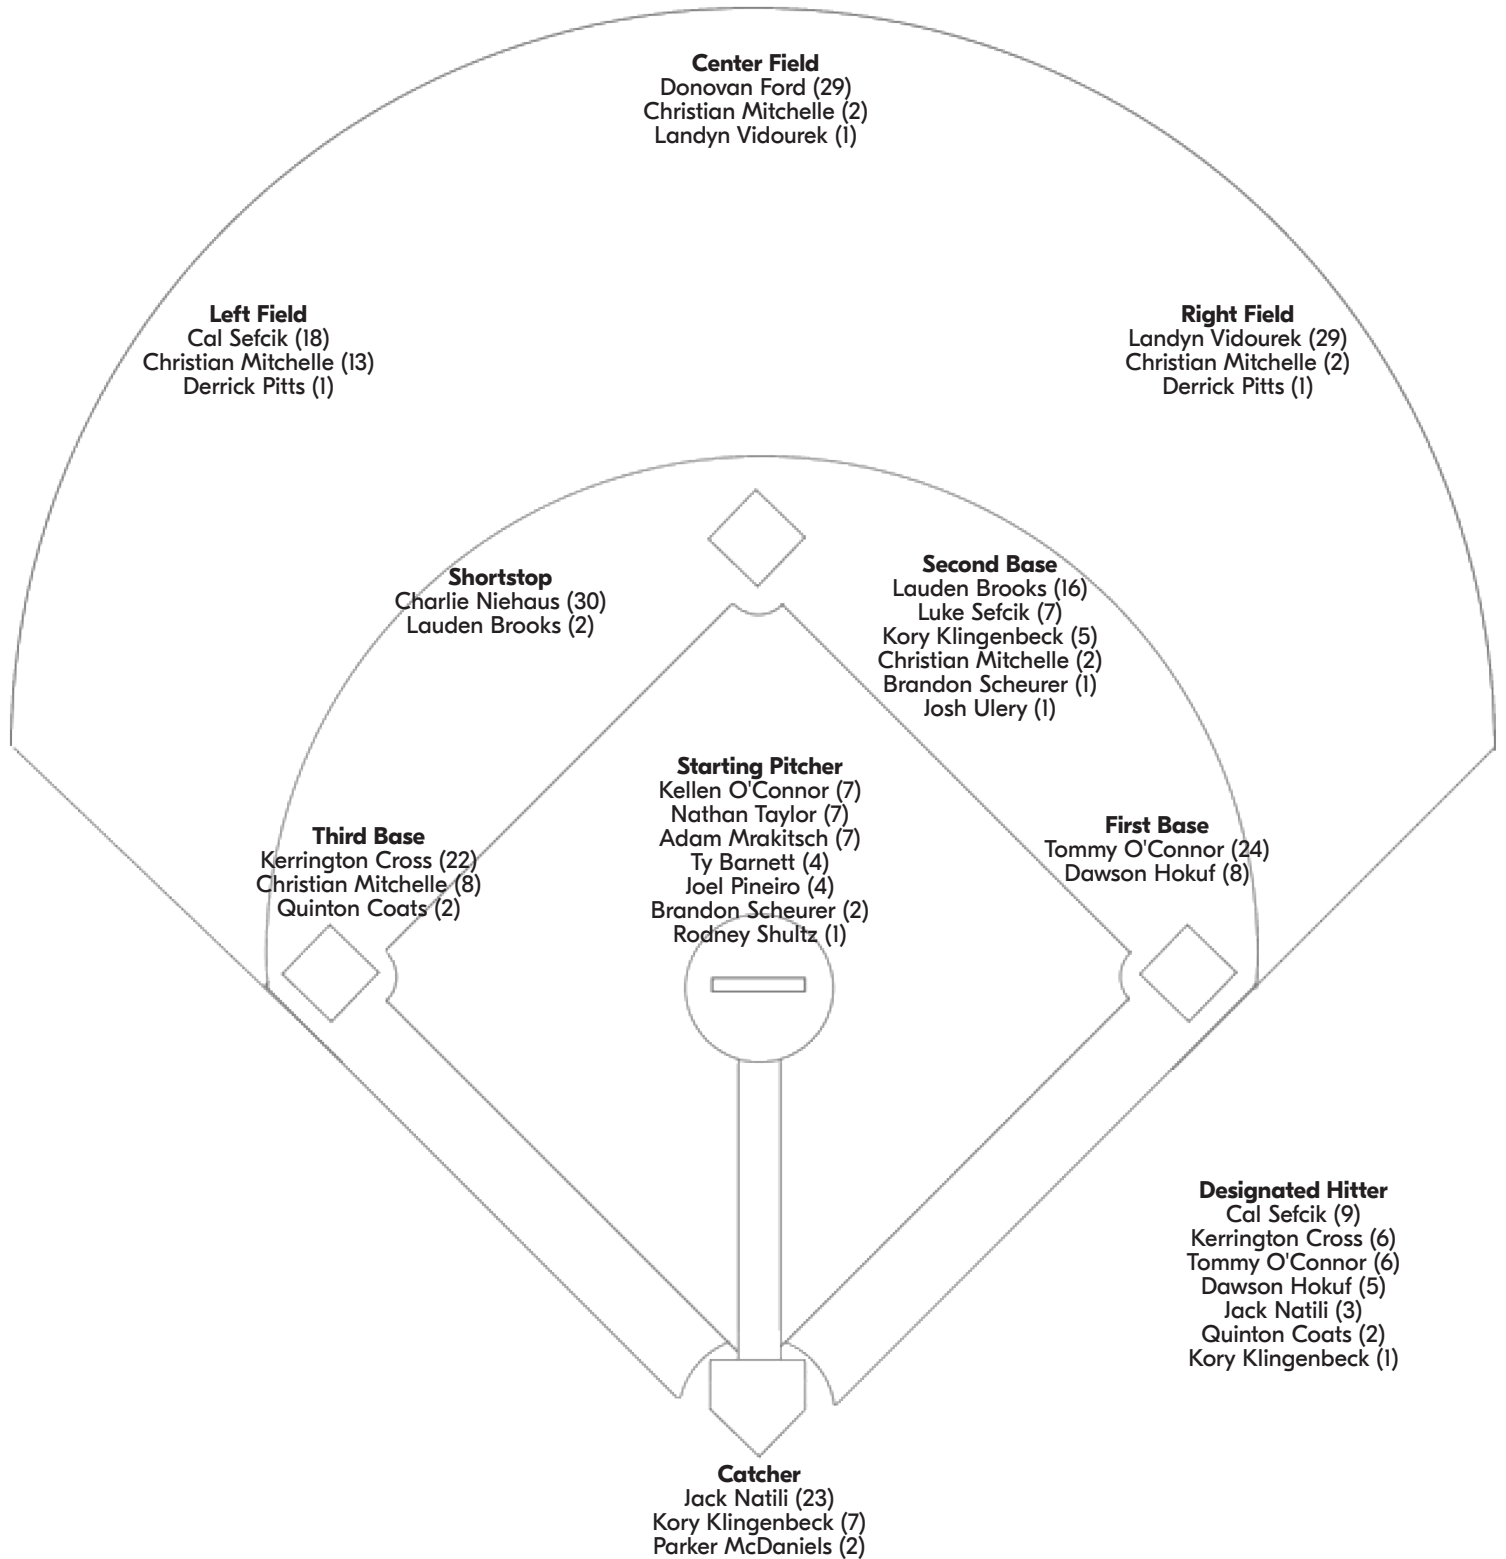 Center Field
Donovan Ford (29)
Christian Mitchelle (2)
Landyn Vidourek (1)
Left Field
Cal Sefcik (18)
Christian Mitchelle (13)
Derrick Pitts (1)
Right Field
Landyn Vidourek (29)
Christian Mitchelle (2)
Derrick Pitts (1)
Shortstop
Charlie Niehaus (30)
Lauden Brooks (2)
Second Base
Lauden Brooks (16)
Luke Sefcik (7)
Kory Klingenbeck (5)
Christian Mitchelle (2)
Brandon Scheurer (1)
Josh Ulery (1)
Third Base
Kerrington Cross (22)
Christian Mitchelle (8)
Quinton Coats (2)
Starting Pitcher
Kellen O'Connor (7)
Nathan Taylor (7)
Adam Mrakitsch (7)
Ty Barnett (4)
Joel Pineiro (4)
Brandon Scheurer (2)
Rodney Shultz (1)
First Base
Tommy O'Connor (24)
Dawson Hokuf (8)
Designated Hitter
Cal Sefcik (9)
Kerrington Cross (6)
Tommy O'Connor (6)
Dawson Hokuf (5)
Jack Natili (3)
Quinton Coats (2)
Kory Klingenbeck (1)
Catcher
Jack Natili (23)
Kory Klingenbeck (7)
Parker McDaniels (2)